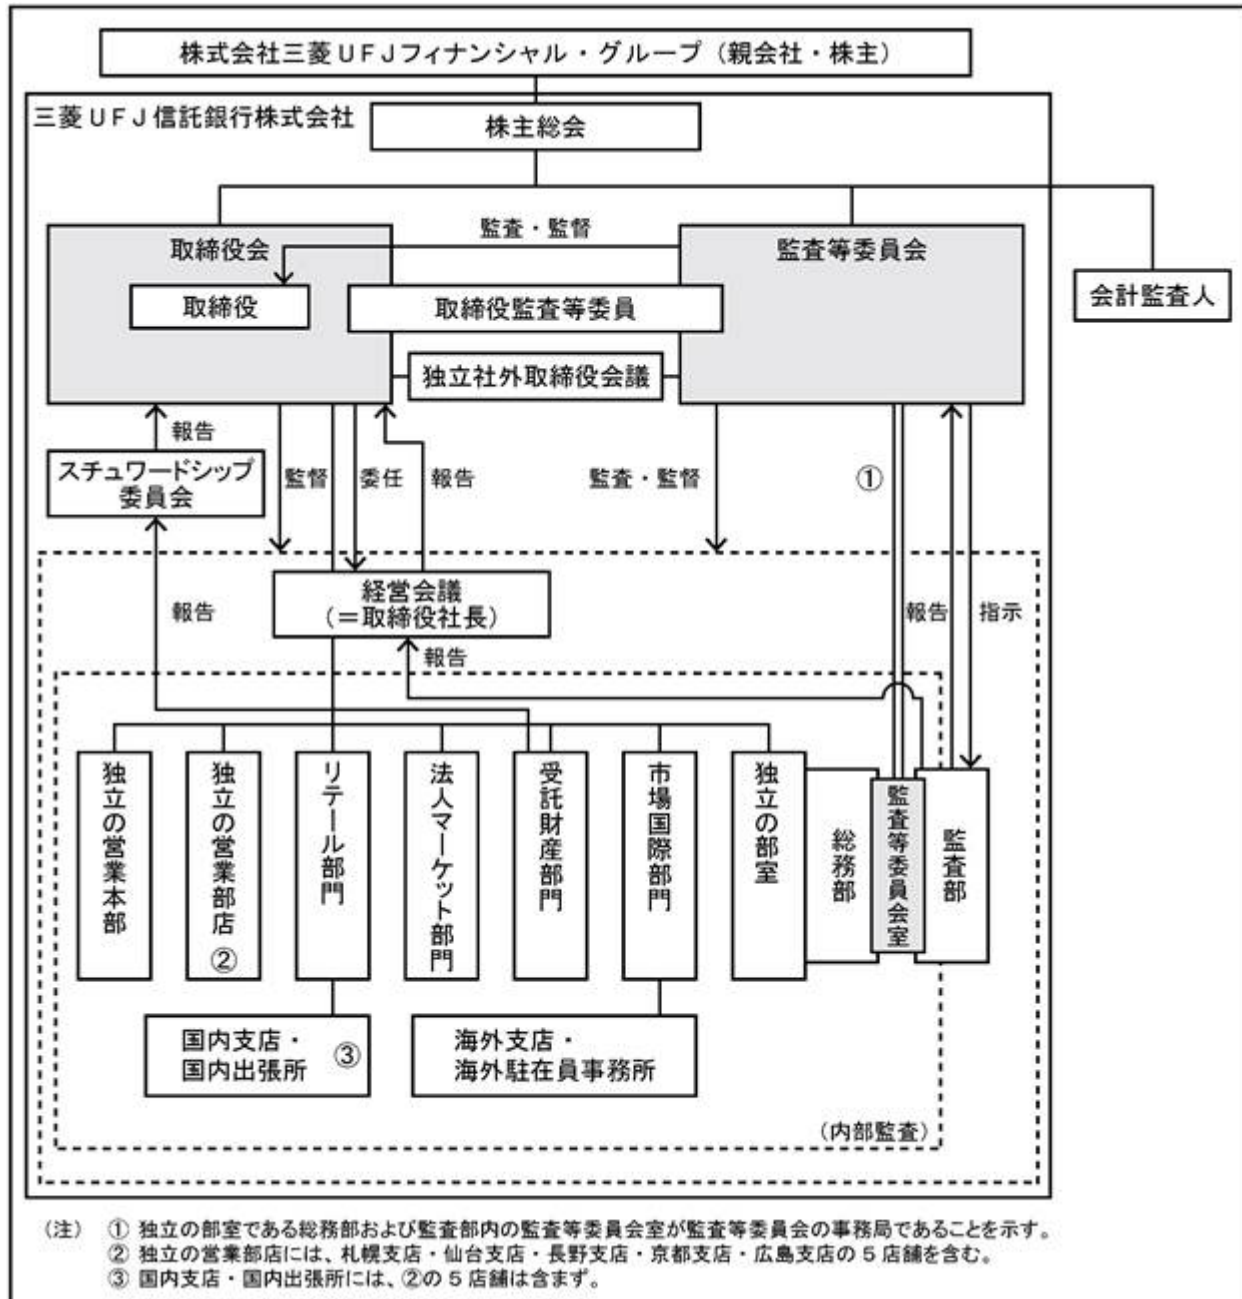 株式会社三菱UFJフィナンシャル・グループ（親会社・株主）
三菱UFJ信託銀行株式会社
株主総会
監査・監督
取締役会
監査等委員会
取締役
取締役監査等委員
会計監査人
独立社外取締役会議
報告
スチュワードシップ
委員会
監督
委任
報告
監査・監督
①
経営会議
（＝取締役社長）
報告
報告
指示
報告
独立の営業本部
独立の営業部店
②
リテール部門
法人マーケット部門
受託財産部門
市場国際部門
独立の部室
総務部
監査等委員会室
監査部
国内支店・
国内出張所
③
海外支店・
海外駐在員事務所
（内部監査）
（注） ① 独立の部室である総務部および監査部内の監査等委員会室が監査等委員会の事務局であることを示す。
② 独立の営業部店には、札幌支店・仙台支店・長野支店・京都支店・広島支店の5店舗を含む。
③ 国内支店・国内出張所には、②の5店舗は含まず。